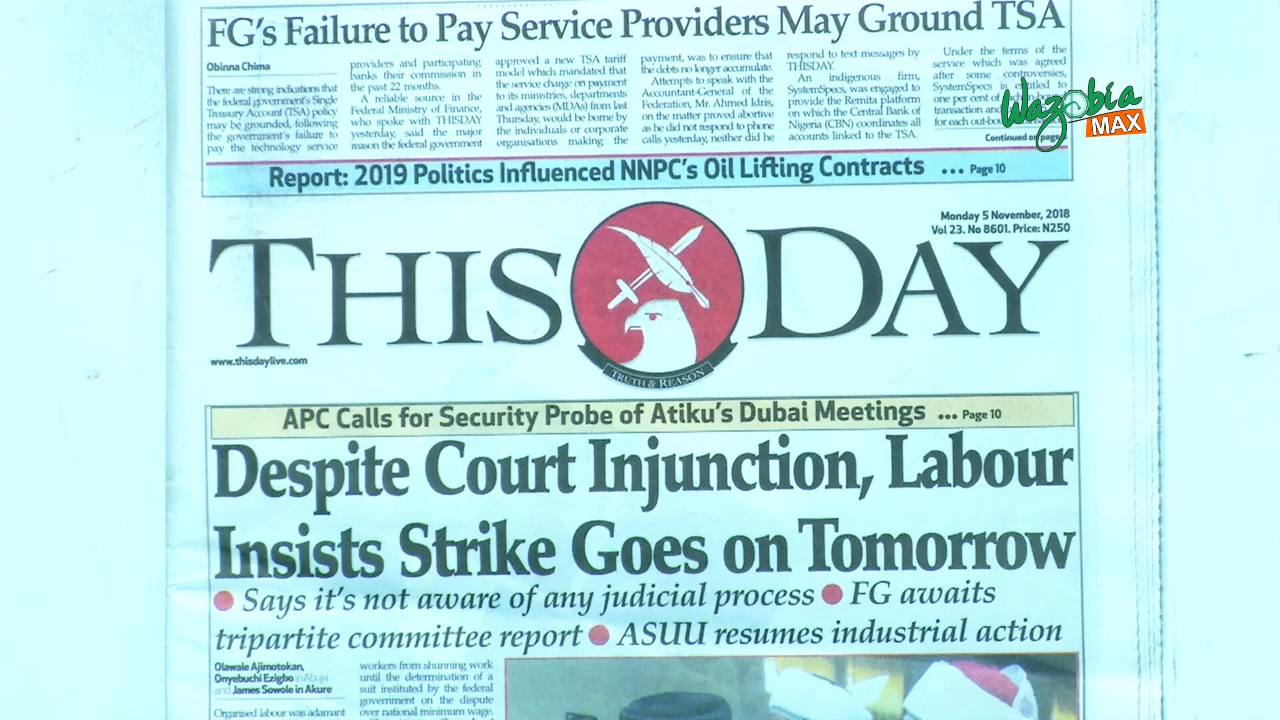 FG's Failure to Pay Service Providers May Ground TSA
Obinna Chima
There are strong indications that
the federal government's Single
Treasury Account (TSA) policy
may be grounded, following
the government's failure to
pay the technology service
providers and participating
banks their commission in
the past 22 months.
A reliable source in the
Federal Ministry of Finance,
who spoke with THISDAY
yesterday, said the major
reason the federal government
approved a new TSA tariff
model which mandated that
the service charge on payment
to its ministries, departments
and agencies (MDAs) from last
Thursday, would be borne by
the individuals or corporate
organisations making the
payment, was to ensure that
the debts no longer accumulate.
Attempts to speak with the
Accountant-General of the
Federation, Mr. Ahmed Idris,
on the matter proved abortive
as he did not respond to phone
calls yesterday, neither did he
respond to text messages by
THISDAY.
An indigenous firm,
SystemSpecs, was engaged to
provide the Remita platform
on which the Central Bank of
Nigeria (CBN) coordinates all
accounts linked to the TSA.
Under the terms of the
service which was agreed
after some controversies,
SystemSpecs is entitled to
one per cent of
transaction and
for each out-bou
Continued on page
Wazobia
MAX
Report: 2019 Politics Influenced NNPC's Oil Lifting Contracts ... Page 10
Monday 5 November, 2018
Vol 23. No 8601. Price: N250
THISDAY
www.thisdaylive.com
TRUTH & REASON
APC Calls for Security Probe of Atiku's Dubai Meetings ... Page 10
Despite Court Injunction, Labour
Insists Strike Goes on Tomorrow
● Says it's not aware of any judicial process ● FG awaits
tripartite committee report ● ASUU resumes industrial action
Olawale Ajimotokan,
Onyebuchi Ezigbo in Abuja
and James Sowole in Akure
Organised labour was adamant
workers from shunning work
until the determination of a
suit instituted by the federal
government on the dispute
over national minimum wage.